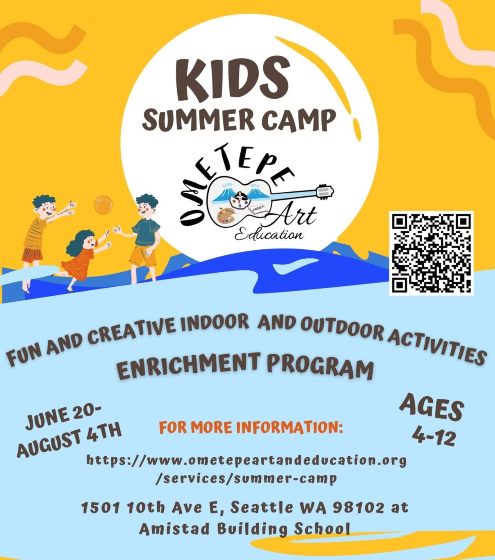 KIDS
SUMMER CAMP
OMETEPE
Art
Education
FUN AND CREATIVE INDOOR AND OUTDOOR ACTIVITIES
ENRICHMENT PROGRAM
JUNE 20-
AUGUST 4TH
AGES
4-12
FOR MORE INFORMATION:
https://www.ometepeartandeducation.org
/services/summer-camp
1501 10th Ave E, Seattle WA 98102 at
Amistad Building School